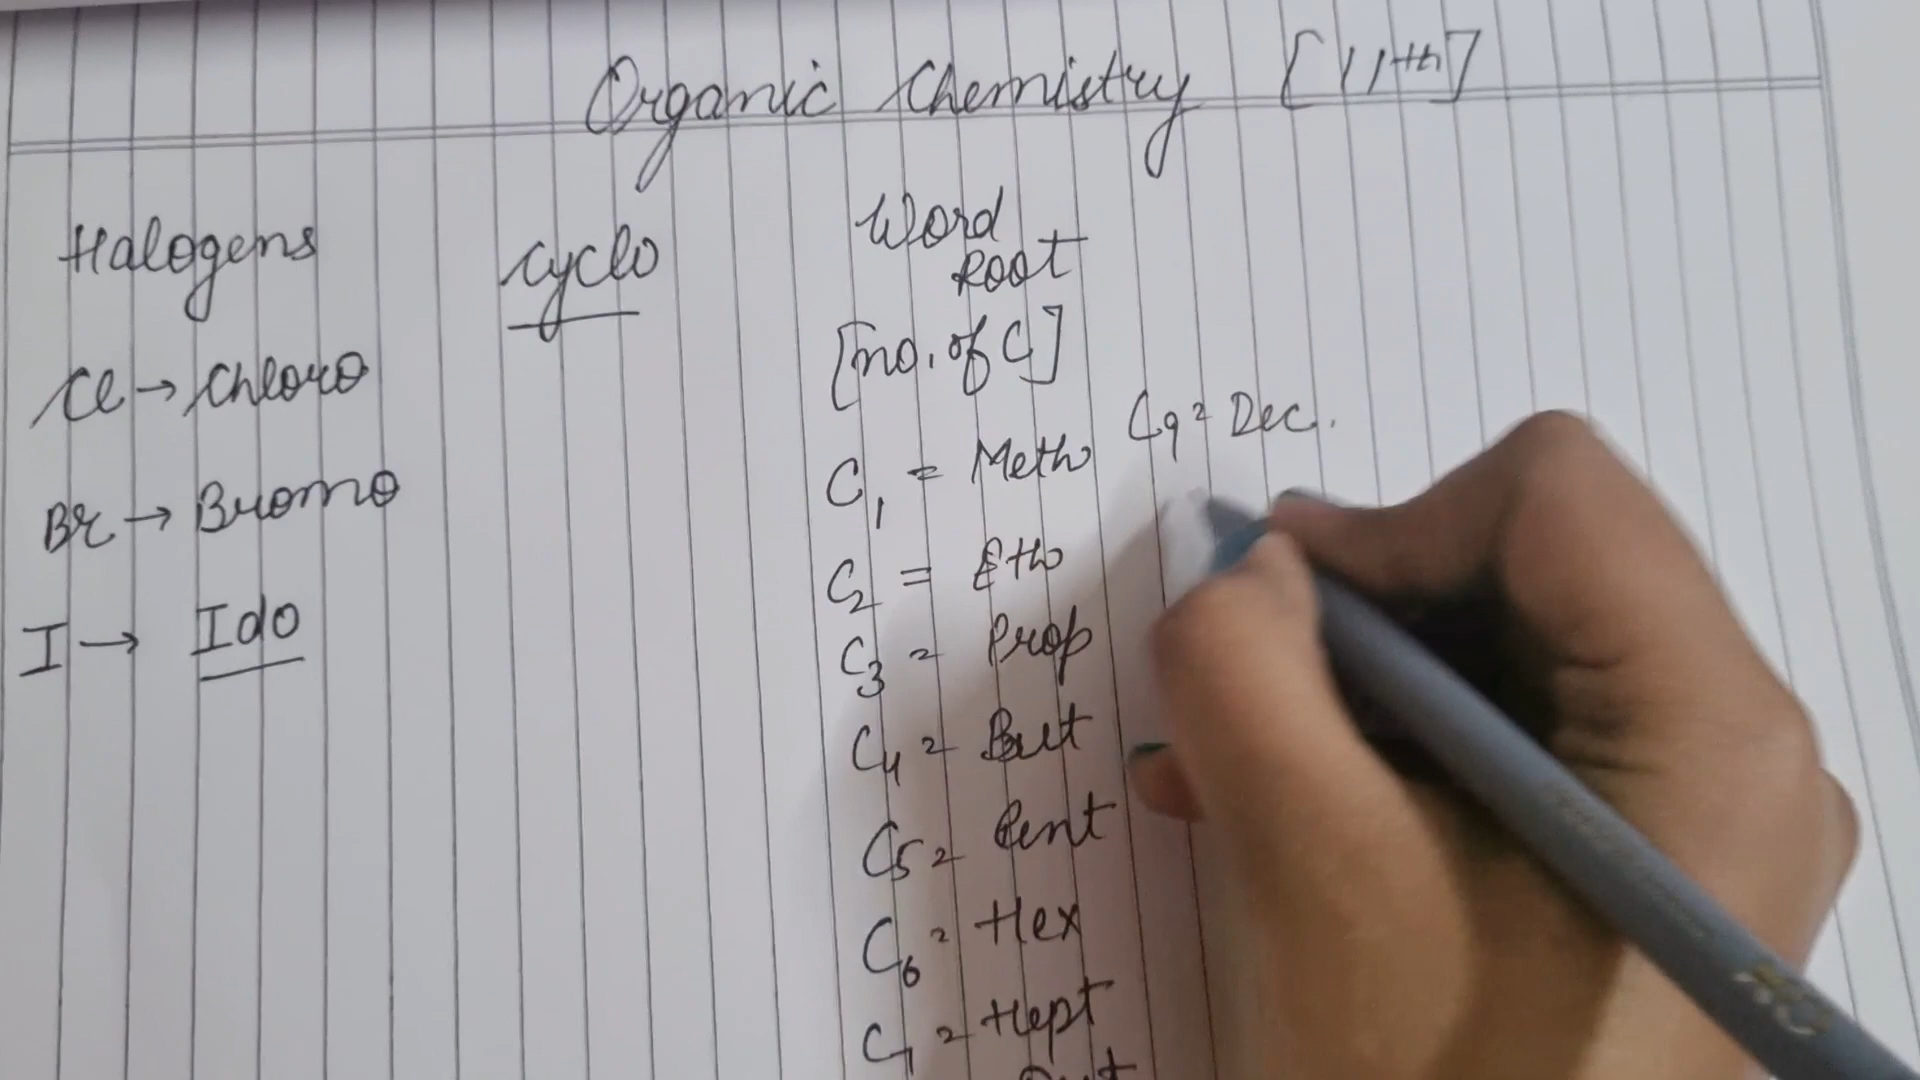 Organic Chemistry [11th]
Halogens
Cl → Chloro
Br → Bromo
I → Ido
Cyclo
Word
Root
[no. of C]
C1 = Meth
C2 = Eth
C3 = Prop
C4 = But
C5 = Pent
C6 = Hex
C7 = Hept
C9 = Dec.